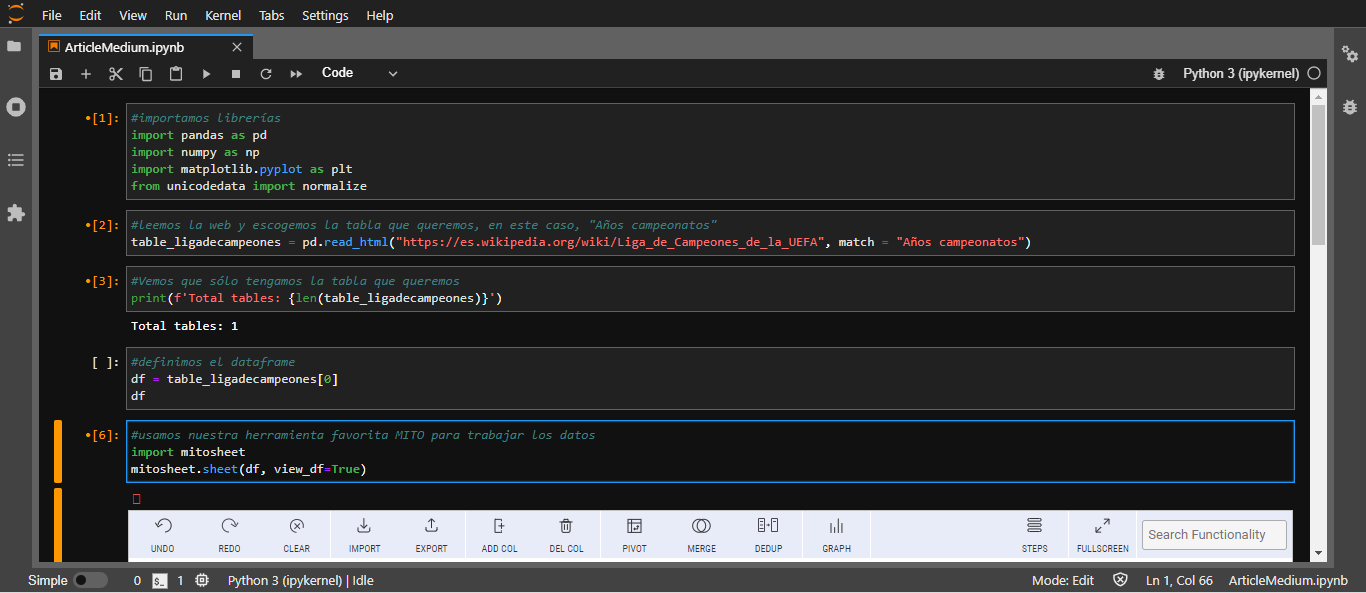 File Edit View Run Kernel Tabs Settings Help
ArticleMedium.ipynb
Code
Python 3 (ipykernel)
[1]:
#importamos librerías
import pandas as pd
import numpy as np
import matplotlib.pyplot as plt
from unicodedata import normalize
[2]:
#leemos la web y escogemos la tabla que queremos, en este caso, "Años campeonatos"
table_ligadecampeones = pd.read_html("https://es.wikipedia.org/wiki/Liga_de_Campeones_de_la_UEFA", match = "Años campeonatos")
[3]:
#Vemos que sólo tengamos la tabla que queremos
print(f'Total tables: {len(table_ligadecampeones)}')
Total tables: 1
[ ]:
#definimos el dataframe
df = table_ligadecampeones[0]
df
[6]:
#usamos nuestra herramienta favorita MITO para trabajar los datos
import mitosheet
mitosheet.sheet(df, view_df=True)
UNDO REDO CLEAR IMPORT EXPORT ADD COL DEL COL PIVOT MERGE DEDUP GRAPH STEPS FULLSCREEN Search Functionality
Simple 0 $_ 1 Python 3 (ipykernel) | Idle Mode: Edit Ln 1, Col 66 ArticleMedium.ipynb